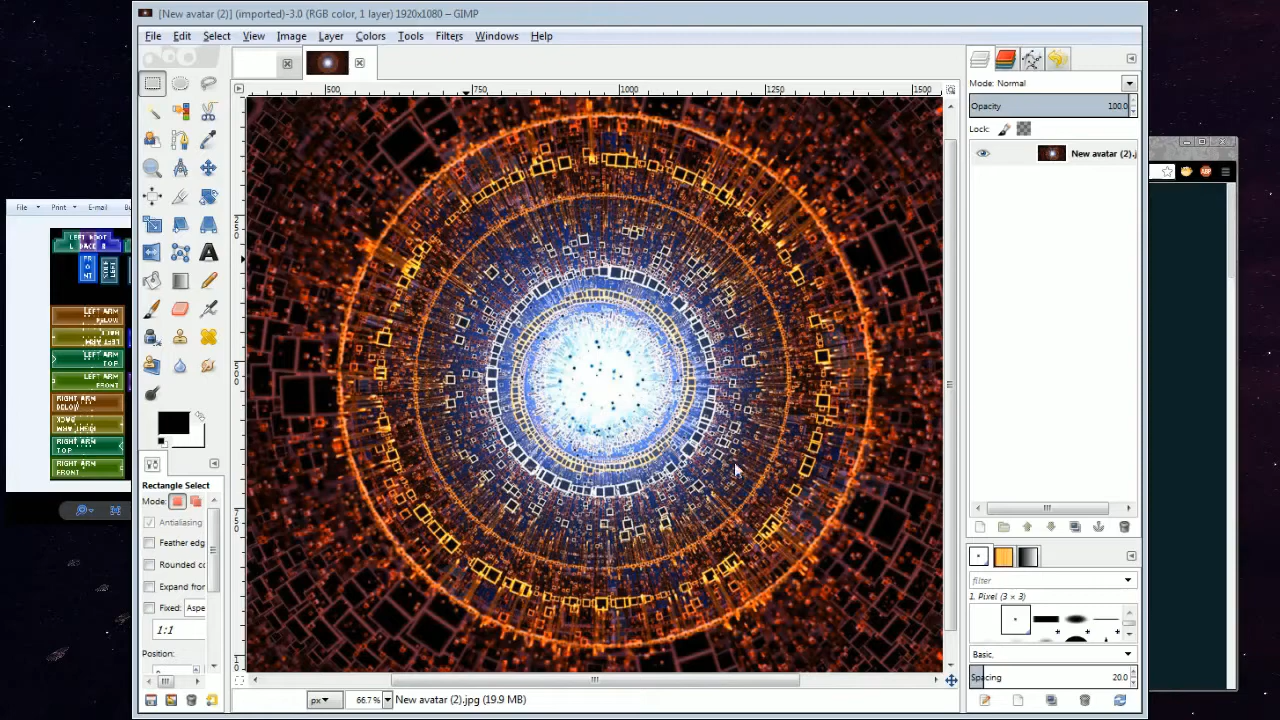 [New avatar (2)] (imported)-3.0 (RGB color, 1 layer) 1920x1080 – GIMP
File Edit Select View Image Layer Colors Tools Filters Windows Help
500 750 1000 1250 1500
Mode: Normal
Opacity 100.0
Lock:
New avatar (2).j
File Print E-mail
LEFT ARM
BELOW
LEFT ARM
TOP
LEFT ARM
FRONT
RIGHT ARM
BELOW
RIGHT ARM
TOP
RIGHT ARM
FRONT
Rectangle Select
Mode:
Antialiasing
Feather edg
Rounded co
Expand from
Fixed: Aspe
1:1
Position:
px 66.7% New avatar (2).jpg (19.9 MB)
filter
1. Pixel (3 × 3)
Basic,
Spacing 20.0
ABP